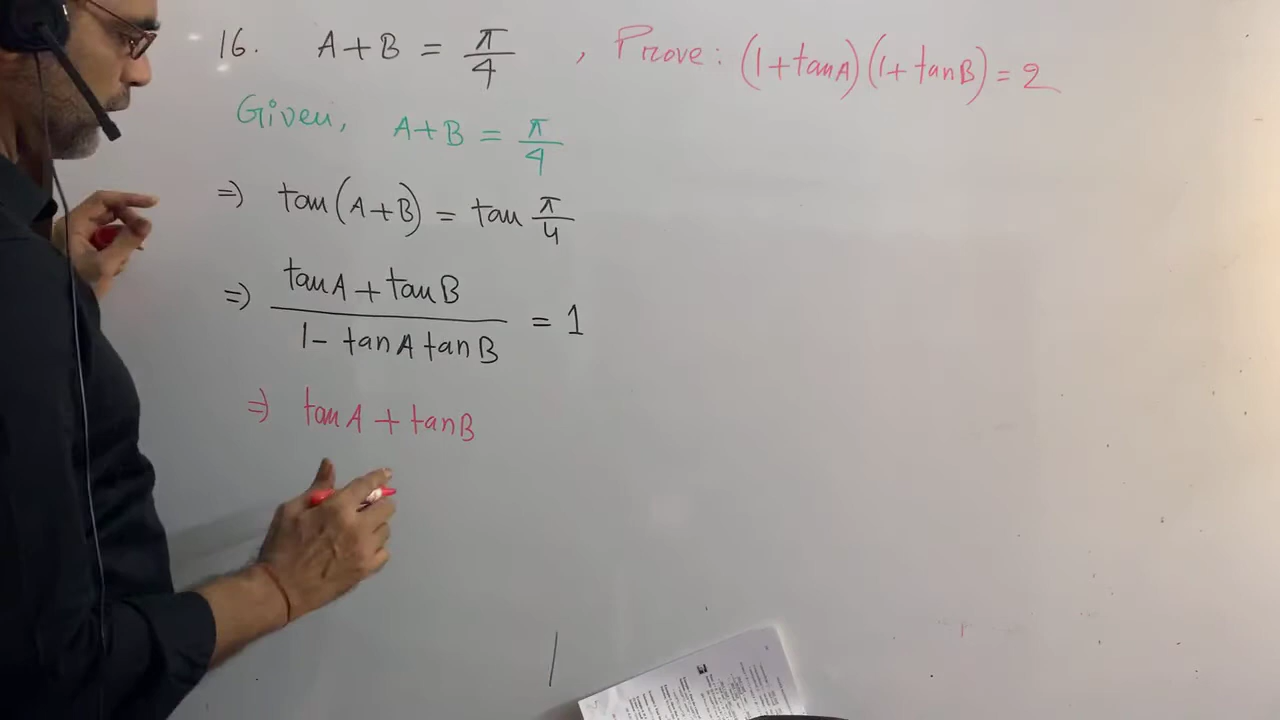 16. A+B = π/4 , Prove: (1+tanA)(1+tanB) = 2
Given, A+B = π/4
⇒ tan(A+B) = tan π/4
⇒ (tanA + tanB)/(1 - tanA tanB) = 1
⇒ tanA + tanB